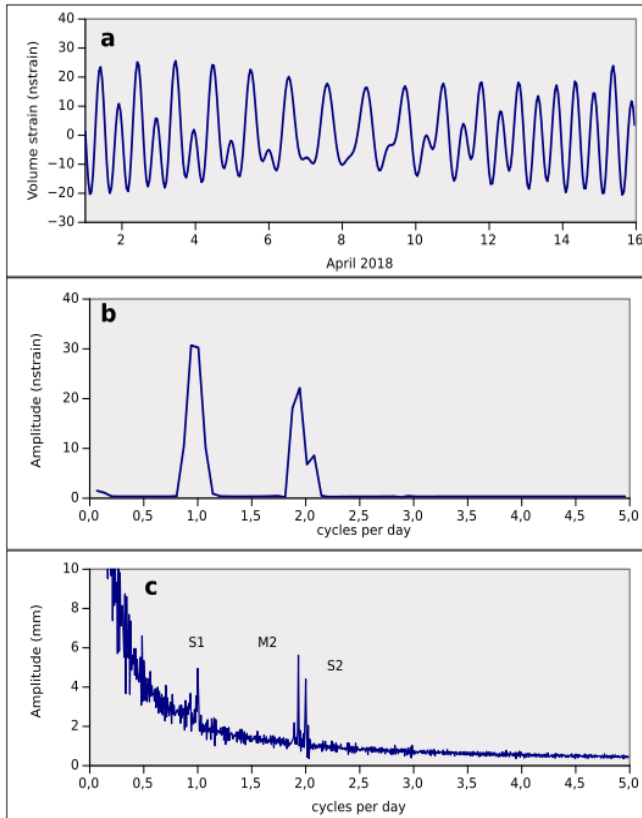 a
40
30
20
10
0
−10
−20
−30
Volume strain (nstrain)
2 4 6 8 10 12 14 16
April 2018
b
40
30
20
10
0
Amplitude (nstrain)
0,0 0,5 1,0 1,5 2,0 2,5 3,0 3,5 4,0 4,5 5,0
cycles per day
c
10
8
6
4
2
0
Amplitude (mm)
S1
M2
S2
0,0 0,5 1,0 1,5 2,0 2,5 3,0 3,5 4,0 4,5 5,0
cycles per day